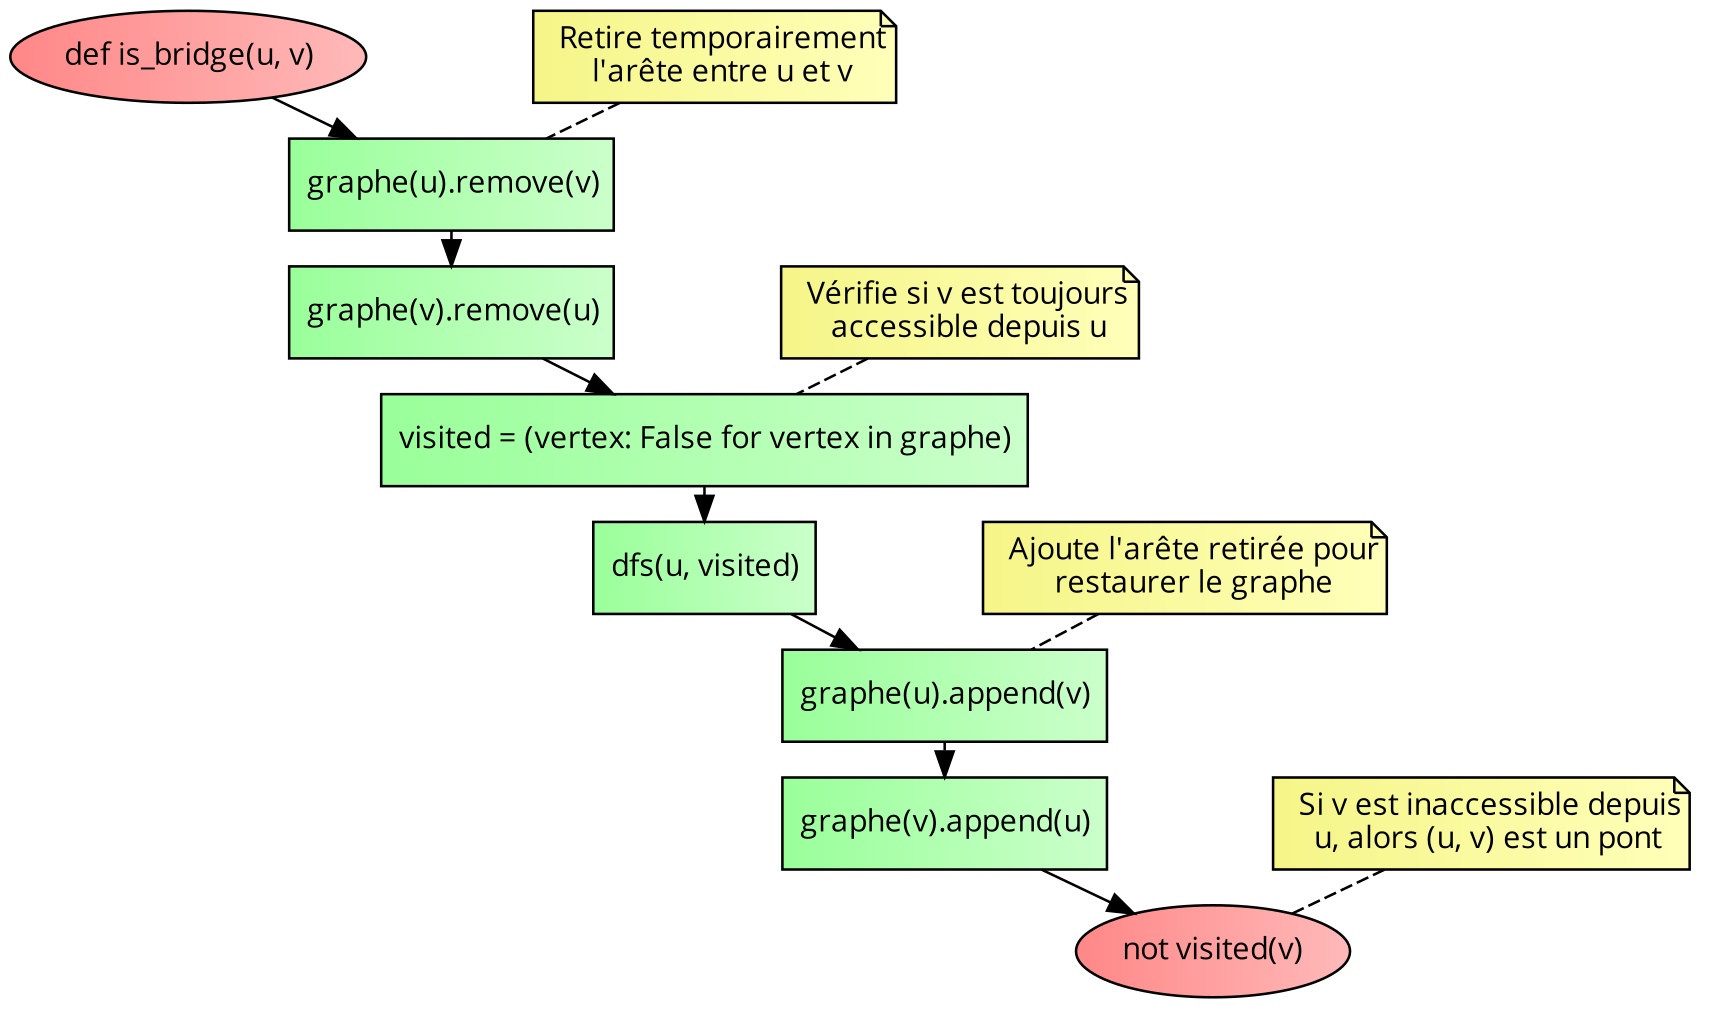 def is_bridge(u, v)
Retire temporairement
l'arête entre u et v
graphe(u).remove(v)
graphe(v).remove(u)
Vérifie si v est toujours
accessible depuis u
visited = (vertex: False for vertex in graphe)
dfs(u, visited)
Ajoute l'arête retirée pour
restaurer le graphe
graphe(u).append(v)
graphe(v).append(u)
Si v est inaccessible depuis
u, alors (u, v) est un pont
not visited(v)